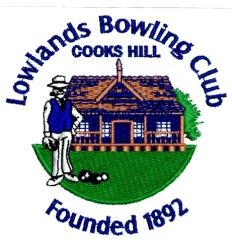 Lowlands Bowling Club
COOKS HILL
Founded 1892